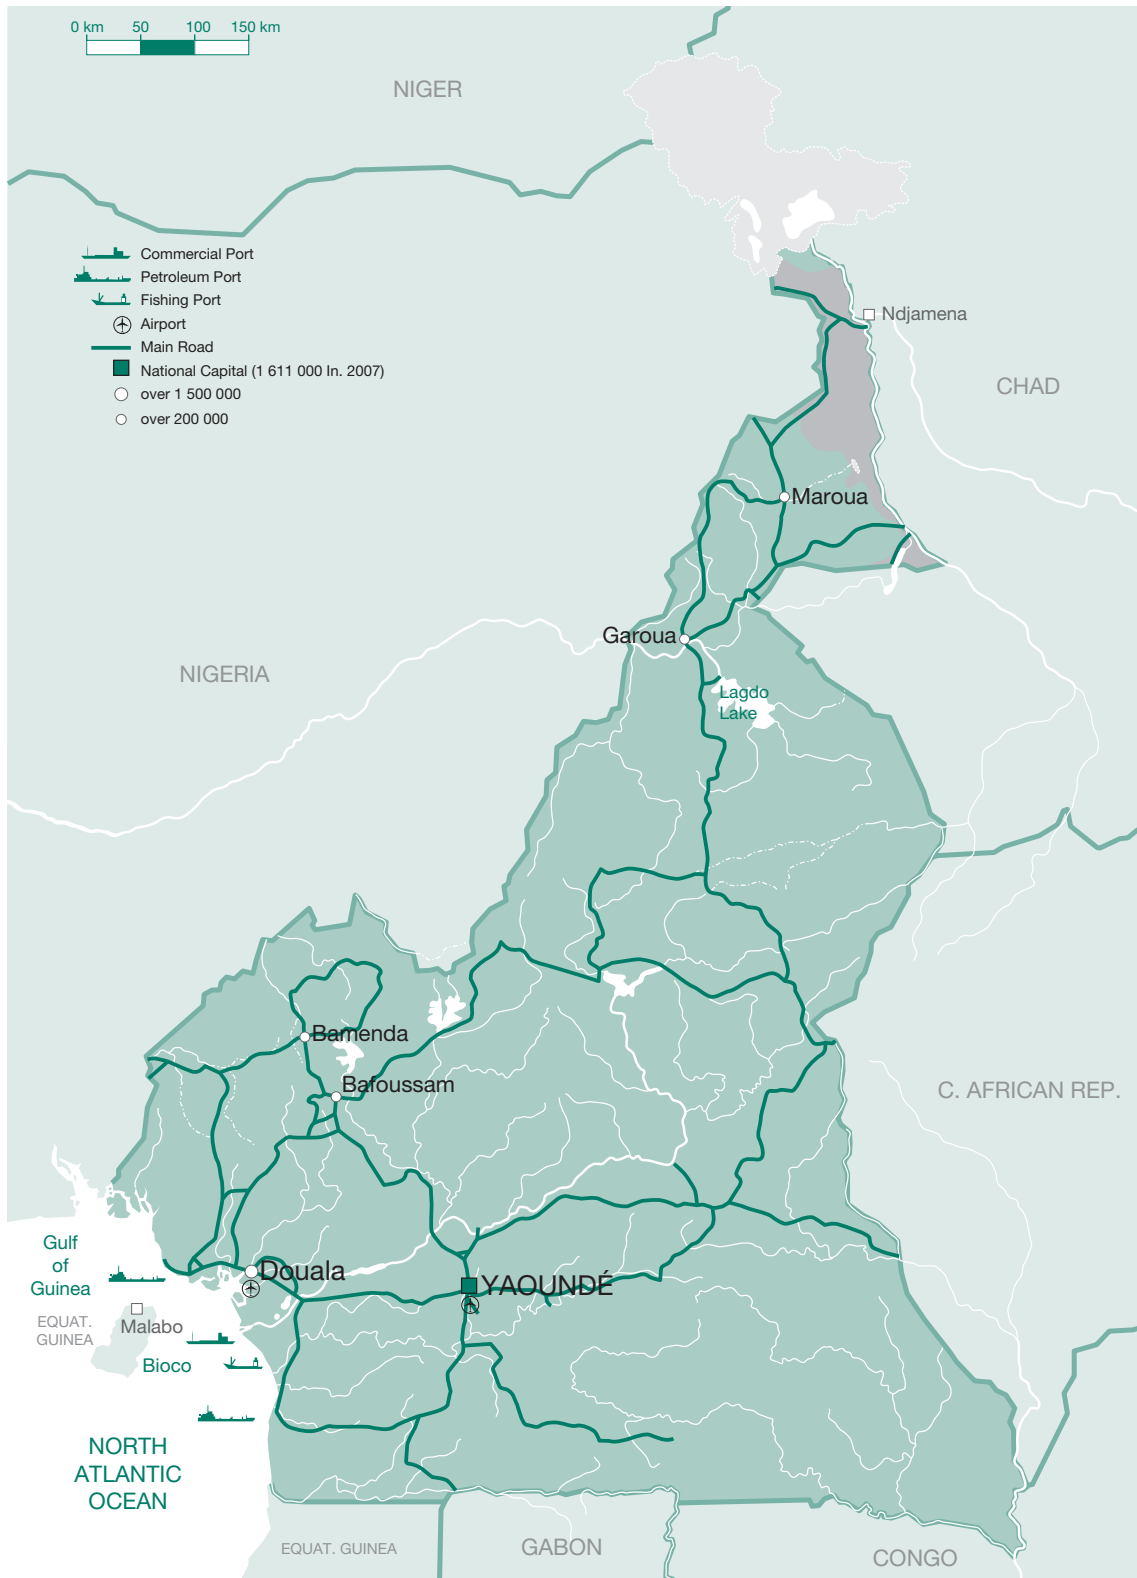 0 km 50 100 150 km
NIGER
Commercial Port
Petroleum Port
Fishing Port
Airport
Main Road
National Capital (1 611 000 In. 2007)
over 1 500 000
over 200 000
Ndjamena
CHAD
Maroua
Garoua
NIGERIA
Lagdo
Lake
Bamenda
Bafoussam
C. AFRICAN REP.
Gulf
of
Guinea
Douala
YAOUNDÉ
EQUAT.
GUINEA
Malabo
Bioco
NORTH
ATLANTIC
OCEAN
EQUAT. GUINEA
GABON
CONGO